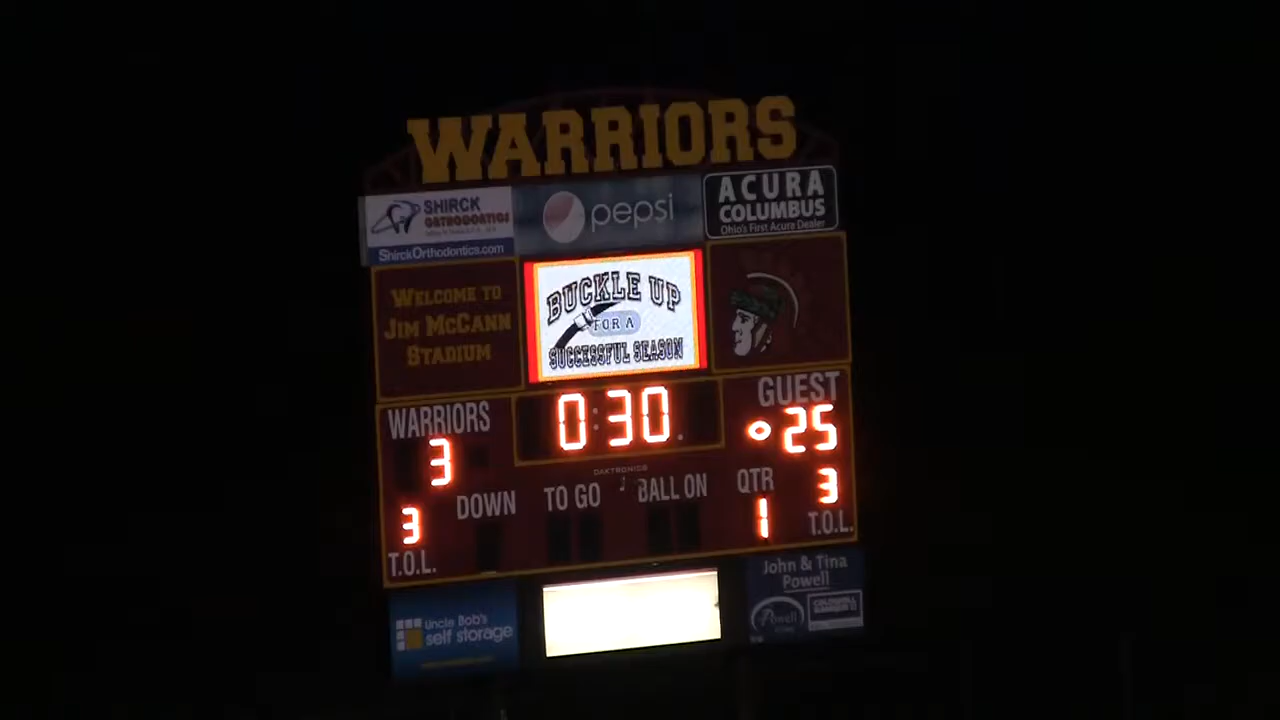 WARRIORS
SHIRCK
ORTHODONTICS
ShirckOrthodontics.com
pepsi
ACURA
COLUMBUS
Ohio's First Acura Dealer
WELCOME TO
JIM MCCANN
STADIUM
BUCKLE UP
FOR A
SUCCESSFUL SEASON
WARRIORS
3
0:30
GUEST
25
DAKTRONICS
DOWN
TO GO
BALL ON
QTR
1
3
T.O.L.
3
T.O.L.
uncle Bob's
self storage
John & Tina
Powell
Powell
COLDWELL
BANKER